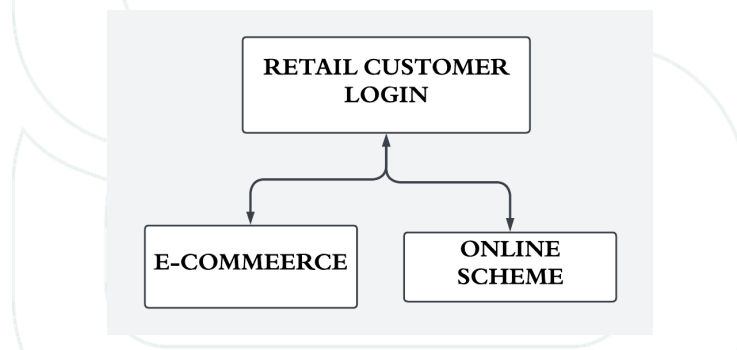 RETAIL CUSTOMER
LOGIN
E-COMMEERCE
ONLINE
SCHEME